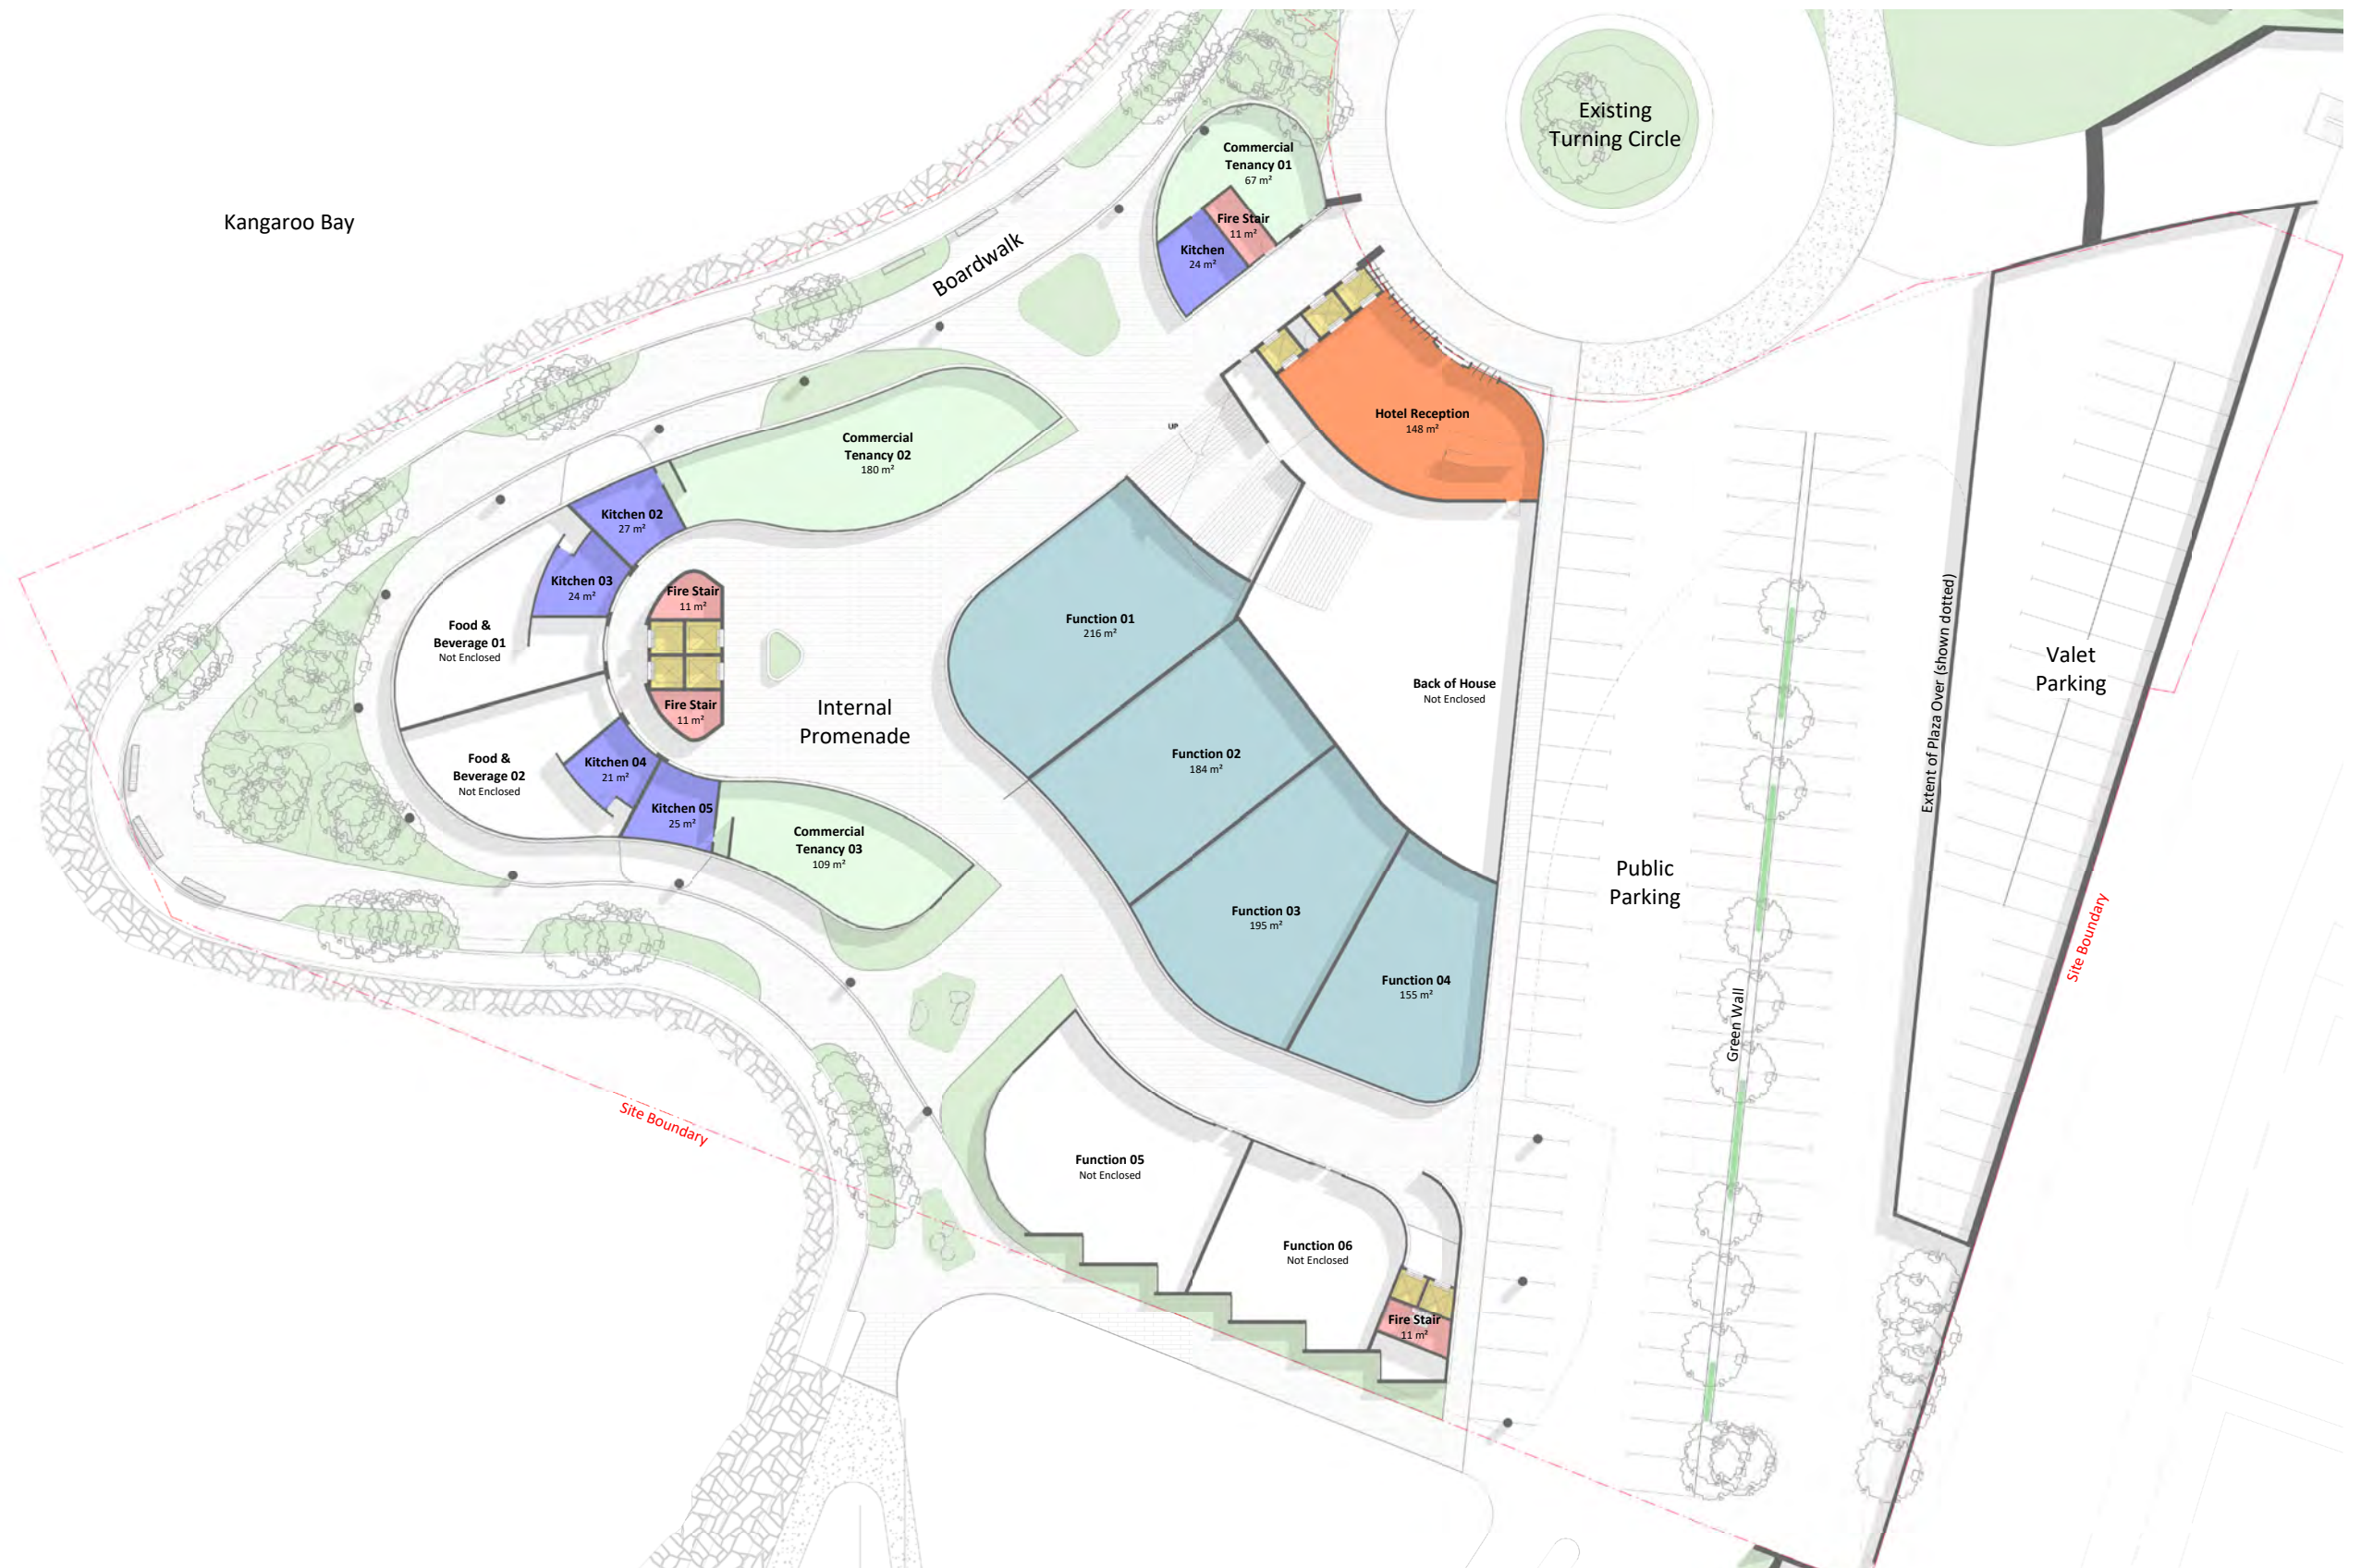 Existing
Turning Circle
Commercial
Tenancy 01
67 m²
Fire Stair
11 m²
Kitchen
24 m²
Kangaroo Bay
Boardwalk
Hotel Reception
148 m²
UP
Commercial
Tenancy 02
180 m²
Kitchen 02
27 m²
Kitchen 03
24 m²
Fire Stair
11 m²
Food &
Beverage 01
Not Enclosed
Function 01
216 m²
Extent of Plaza Over (shown dotted)
Valet
Parking
Back of House
Not Enclosed
Fire Stair
11 m²
Internal
Promenade
Function 02
184 m²
Food &
Beverage 02
Not Enclosed
Kitchen 04
21 m²
Kitchen 05
25 m²
Commercial
Tenancy 03
109 m²
Public
Parking
Function 03
195 m²
Site Boundary
Function 04
155 m²
Green Wall
Site Boundary
Function 05
Not Enclosed
Function 06
Not Enclosed
Fire Stair
11 m²